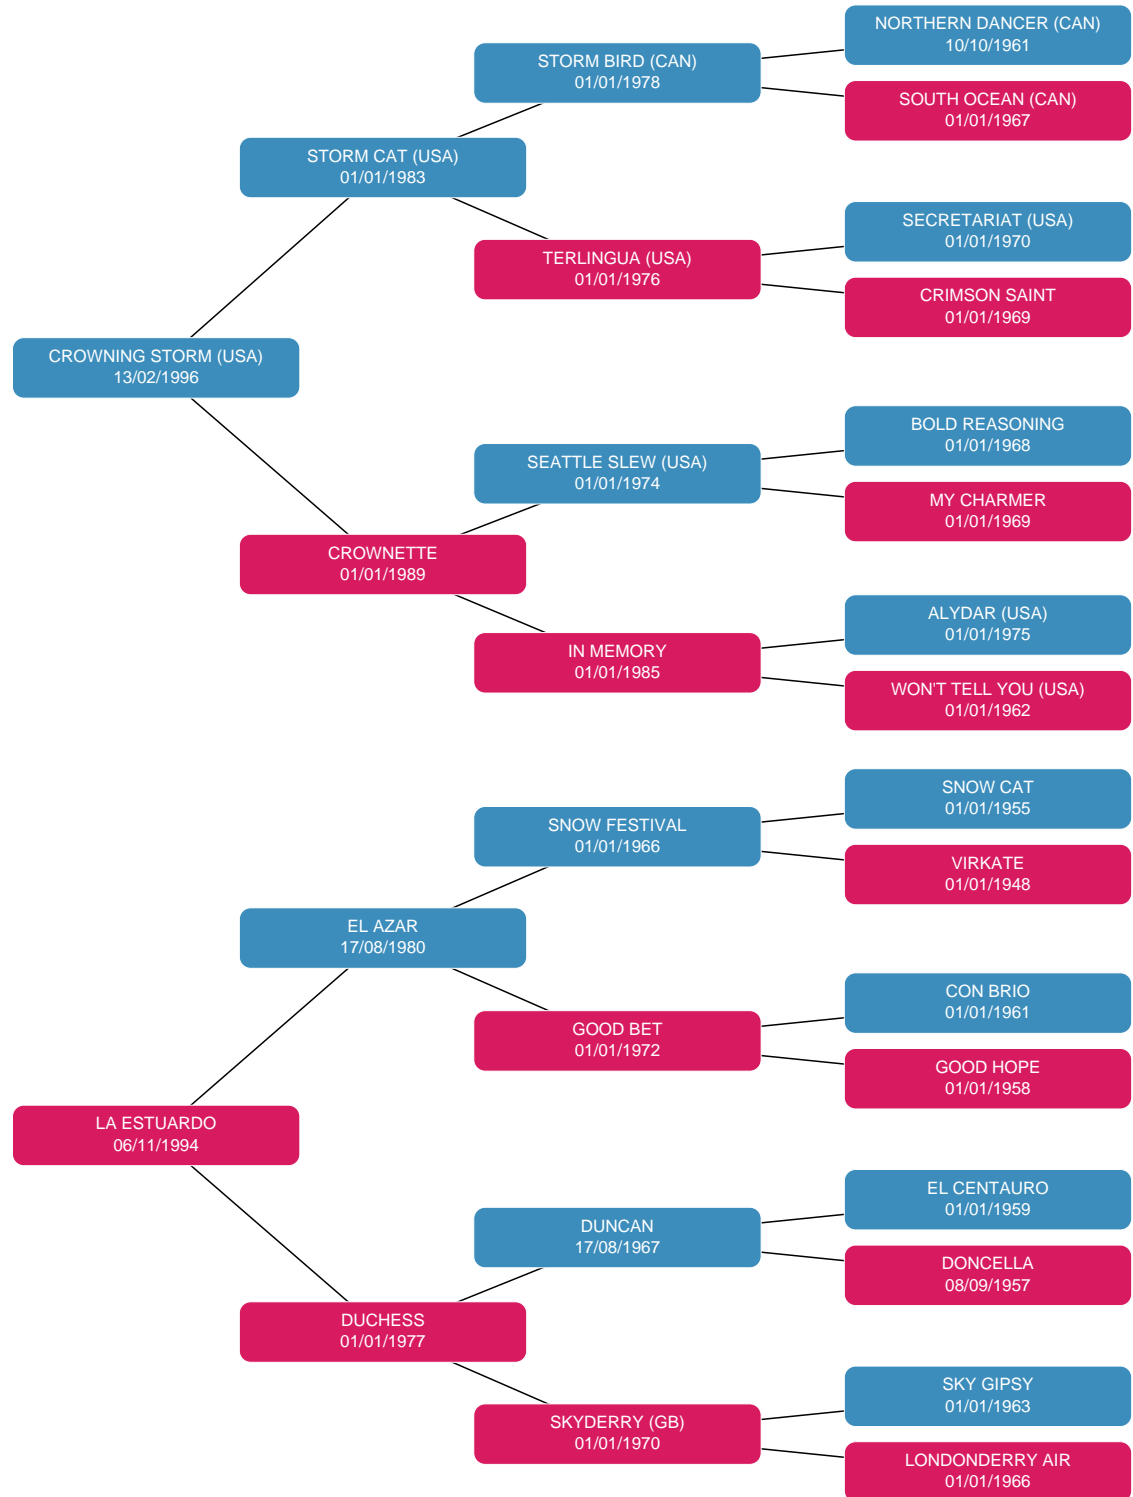 NORTHERN DANCER (CAN)
10/10/1961
STORM BIRD (CAN)
01/01/1978
SOUTH OCEAN (CAN)
01/01/1967
STORM CAT (USA)
01/01/1983
SECRETARIAT (USA)
01/01/1970
TERLINGUA (USA)
01/01/1976
CRIMSON SAINT
01/01/1969
CROWNING STORM (USA)
13/02/1996
BOLD REASONING
01/01/1968
SEATTLE SLEW (USA)
01/01/1974
MY CHARMER
01/01/1969
CROWNETTE
01/01/1989
ALYDAR (USA)
01/01/1975
IN MEMORY
01/01/1985
WON'T TELL YOU (USA)
01/01/1962
SNOW CAT
01/01/1955
SNOW FESTIVAL
01/01/1966
VIRKATE
01/01/1948
EL AZAR
17/08/1980
CON BRIO
01/01/1961
GOOD BET
01/01/1972
GOOD HOPE
01/01/1958
LA ESTUARDO
06/11/1994
EL CENTAURO
01/01/1959
DUNCAN
17/08/1967
DONCELLA
08/09/1957
DUCHESS
01/01/1977
SKY GIPSY
01/01/1963
SKYDERRY (GB)
01/01/1970
LONDONDERRY AIR
01/01/1966